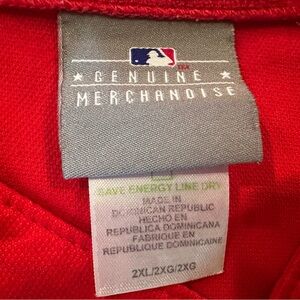 ★ GENUINE ★
MERCHANDISE
SAVE ENERGY LINE DRY
MADE IN
DOMINICAN REPUBLIC
HECHO EN
REPUBLICA DOMINICANA
FABRIQUE EN
REPUBLIQUE DOMINICAINE
2XL/2XG/2XG